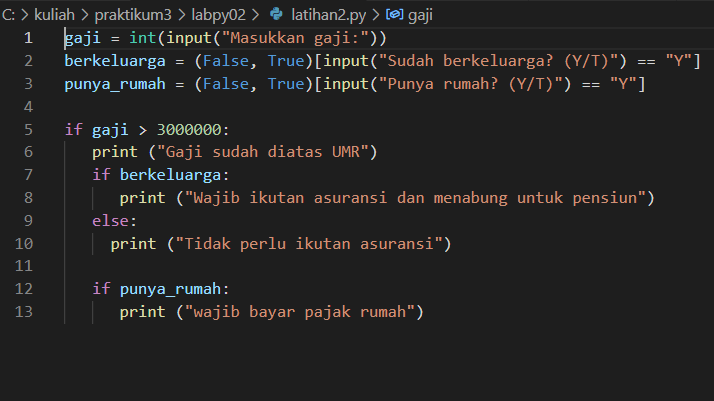 C: > kuliah > praktikum3 > labpy02 > latihan2.py > gaji
1 gaji = int(input("Masukkan gaji:"))
2 berkeluarga = (False, True)[input("Sudah berkeluarga? (Y/T)") == "Y"]
3 punya_rumah = (False, True)[input("Punya rumah? (Y/T)") == "Y"]
4
5 if gaji > 3000000:
6    print ("Gaji sudah diatas UMR")
7    if berkeluarga:
8       print ("Wajib ikutan asuransi dan menabung untuk pensiun")
9    else:
10      print ("Tidak perlu ikutan asuransi")
11
12    if punya_rumah:
13       print ("wajib bayar pajak rumah")